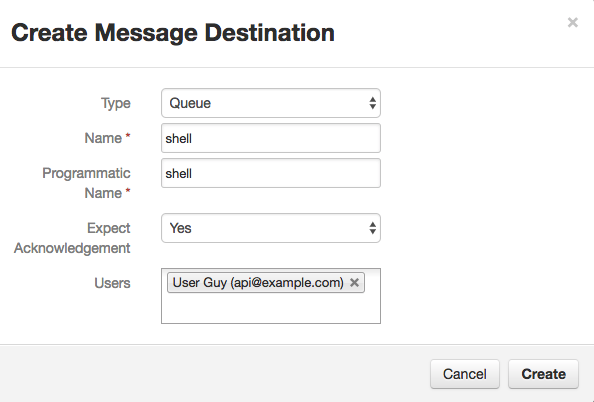 Create Message Destination ×
Type Queue
Name * shell
Programmatic shell
Name *
Expect Yes
Acknowledgement
Users User Guy (api@example.com) ×
Cancel Create